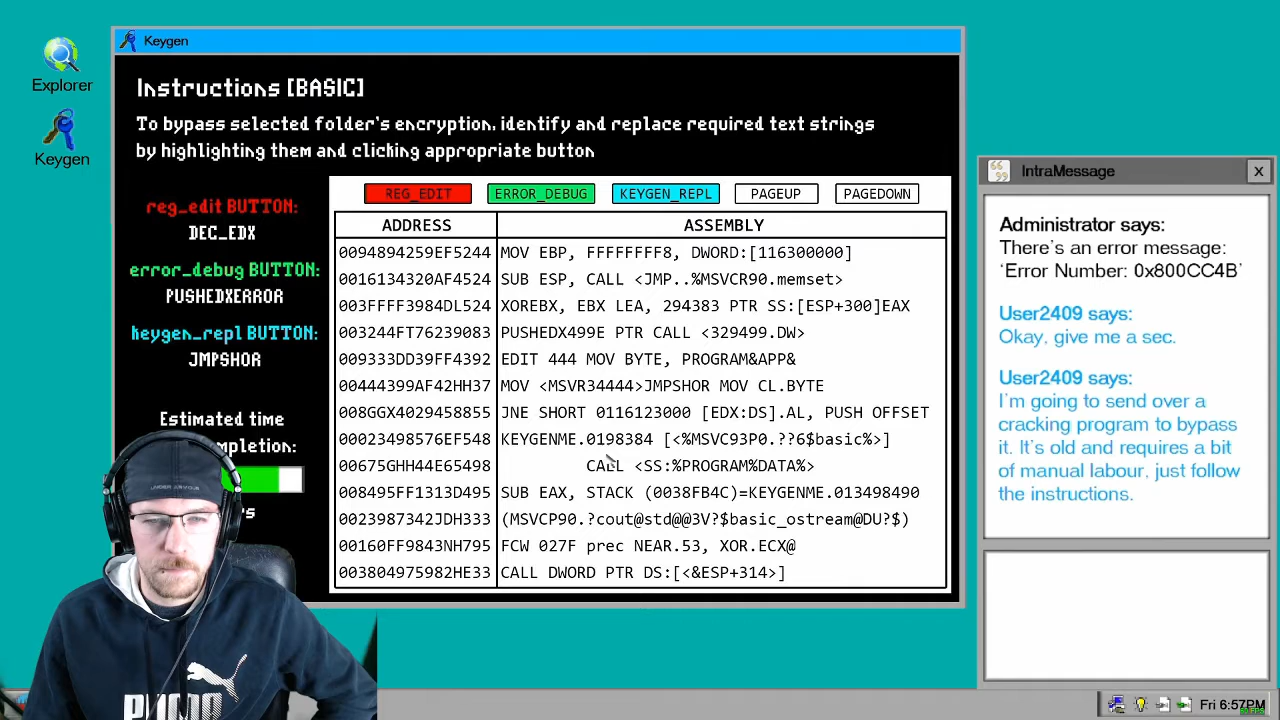 Explorer
Keygen
Keygen
Instructions [BASIC]
To bypass selected folder's encryption, identify and replace required text strings
by highlighting them and clicking appropriate button
reg_edit BUTTON:
DEC_EDX
error_debug BUTTON:
PUSHEDXERROR
keygen_repl BUTTON:
JMPSHOR
Estimated time
completion:
REG_EDIT ERROR_DEBUG KEYGEN_REPL PAGEUP PAGEDOWN
ADDRESS ASSEMBLY
0094894259EF5244 MOV EBP, FFFFFFFF8, DWORD:[116300000]
0016134320AF4524 SUB ESP, CALL <JMP..%MSVCR90.memset>
003FFFF3984DL524 XOREBX, EBX LEA, 294383 PTR SS:[ESP+300]EAX
003244FT76239083 PUSHEDX499E PTR CALL <329499.DW>
009333DD39FF4392 EDIT 444 MOV BYTE, PROGRAM&APP&
00444399AF42HH37 MOV <MSVR34444>JMPSHOR MOV CL.BYTE
008GGX4029458855 JNE SHORT 0116123000 [EDX:DS].AL, PUSH OFFSET
00023498576EF548 KEYGENME.0198384 [<%MSVC93P0.??6$basic%>]
00675GHH44E65498 CALL <SS:%PROGRAM%DATA%>
008495FF1313D495 SUB EAX, STACK (0038FB4C)=KEYGENME.013498490
0023987342JDH333 (MSVCP90.?cout@std@@3V?$basic_ostream@DU?$)
00160FF9843NH795 FCW 027F prec NEAR.53, XOR.ECX@
003804975982HE33 CALL DWORD PTR DS:[<&ESP+314>]
IntraMessage
Administrator says:
There's an error message:
'Error Number: 0x800CC4B'
User2409 says:
Okay, give me a sec.
User2409 says:
I'm going to send over a
cracking program to bypass
it. It's old and requires a bit
of manual labour, just follow
the instructions.
UNDER ARMOUR
PUMA
Fri 6:57PM